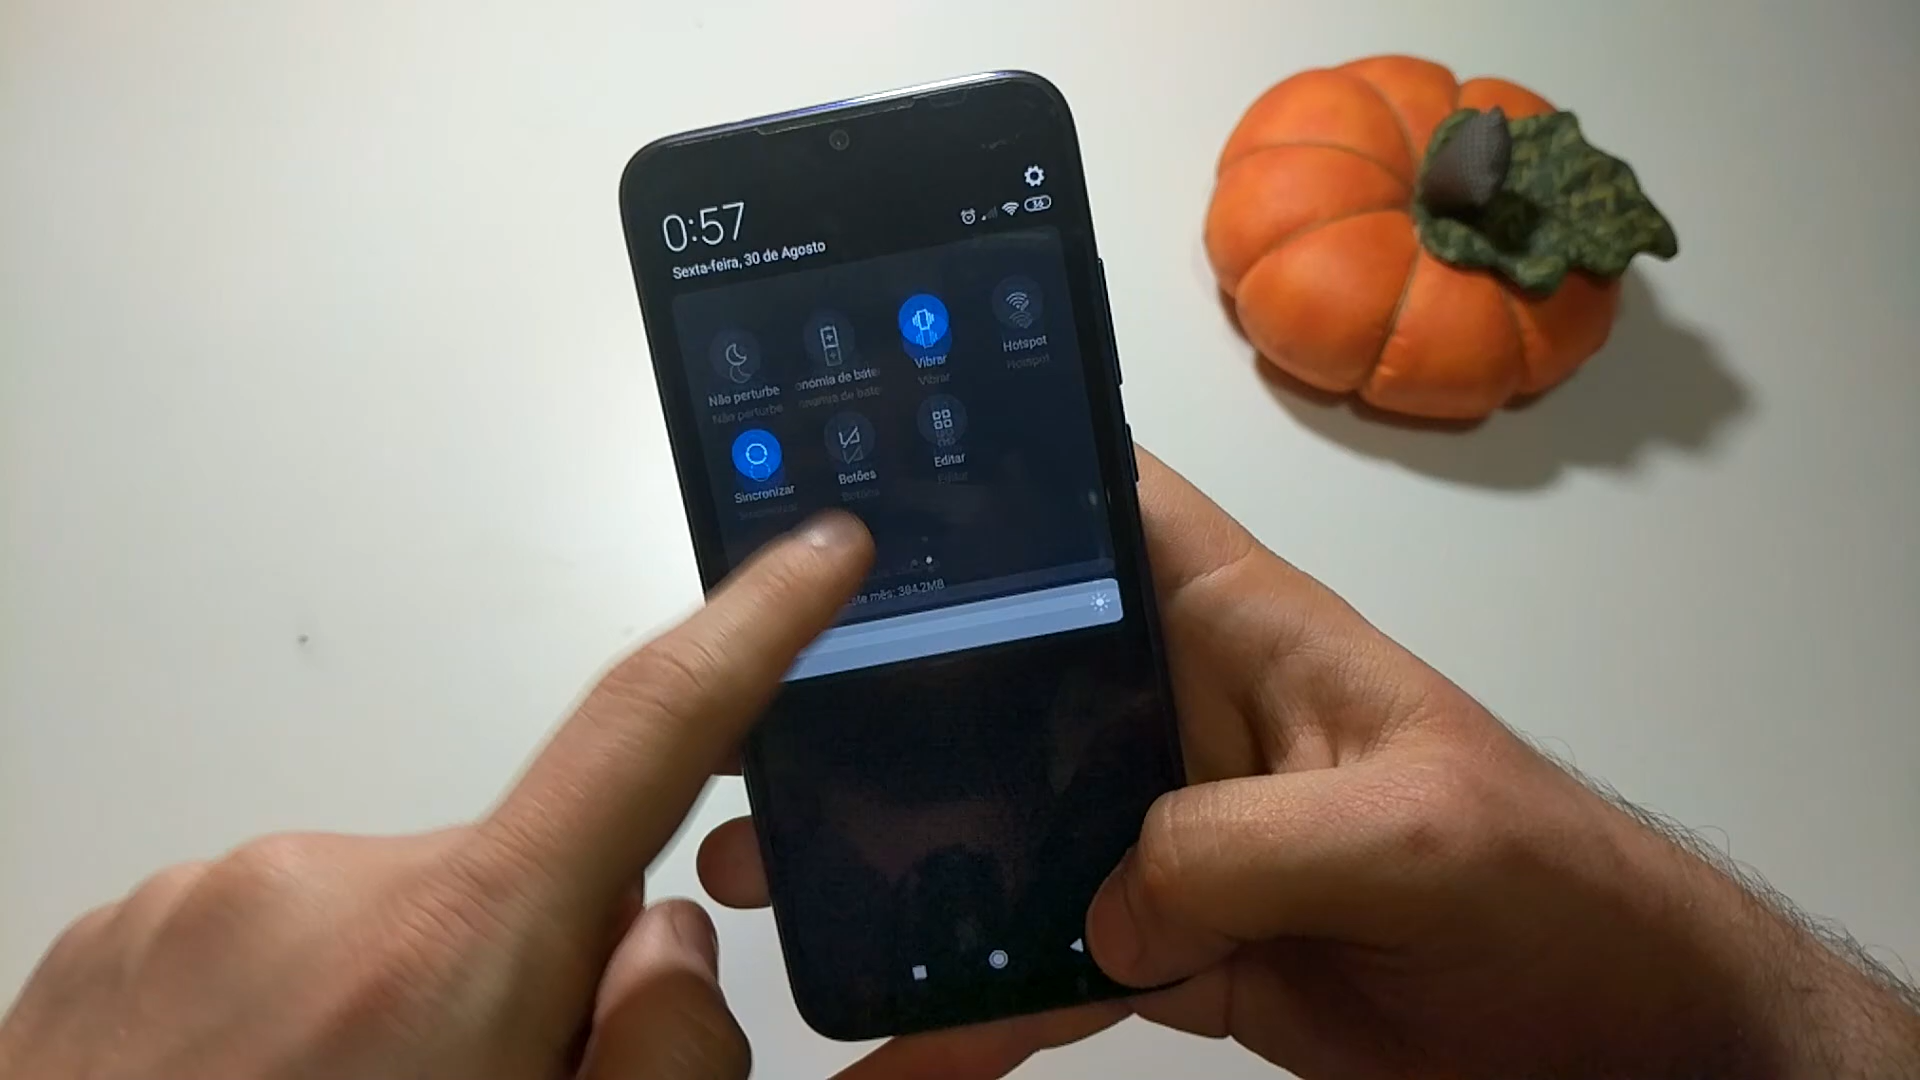 0:57
36
Sexta-feira, 30 de Agosto
Não perturbe
onomia de bate
Vibrar
Hotspot
Sincronizar
Botões
Editar
mês: 384.2MB